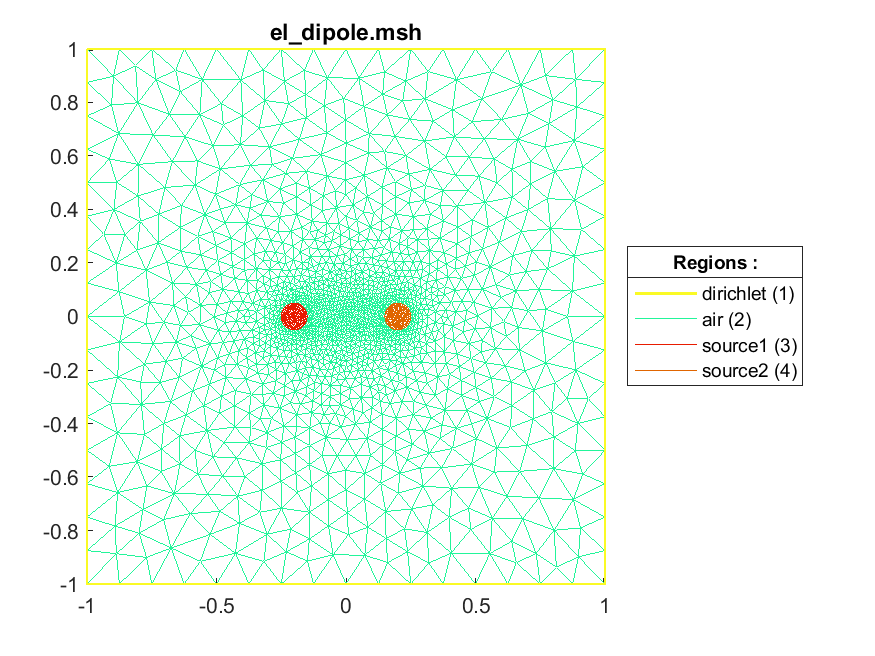 el_dipole.msh
1
0.8
0.6
0.4
0.2
0
-0.2
-0.4
-0.6
-0.8
-1
-1 -0.5 0 0.5 1
Regions :
dirichlet (1)
air (2)
source1 (3)
source2 (4)